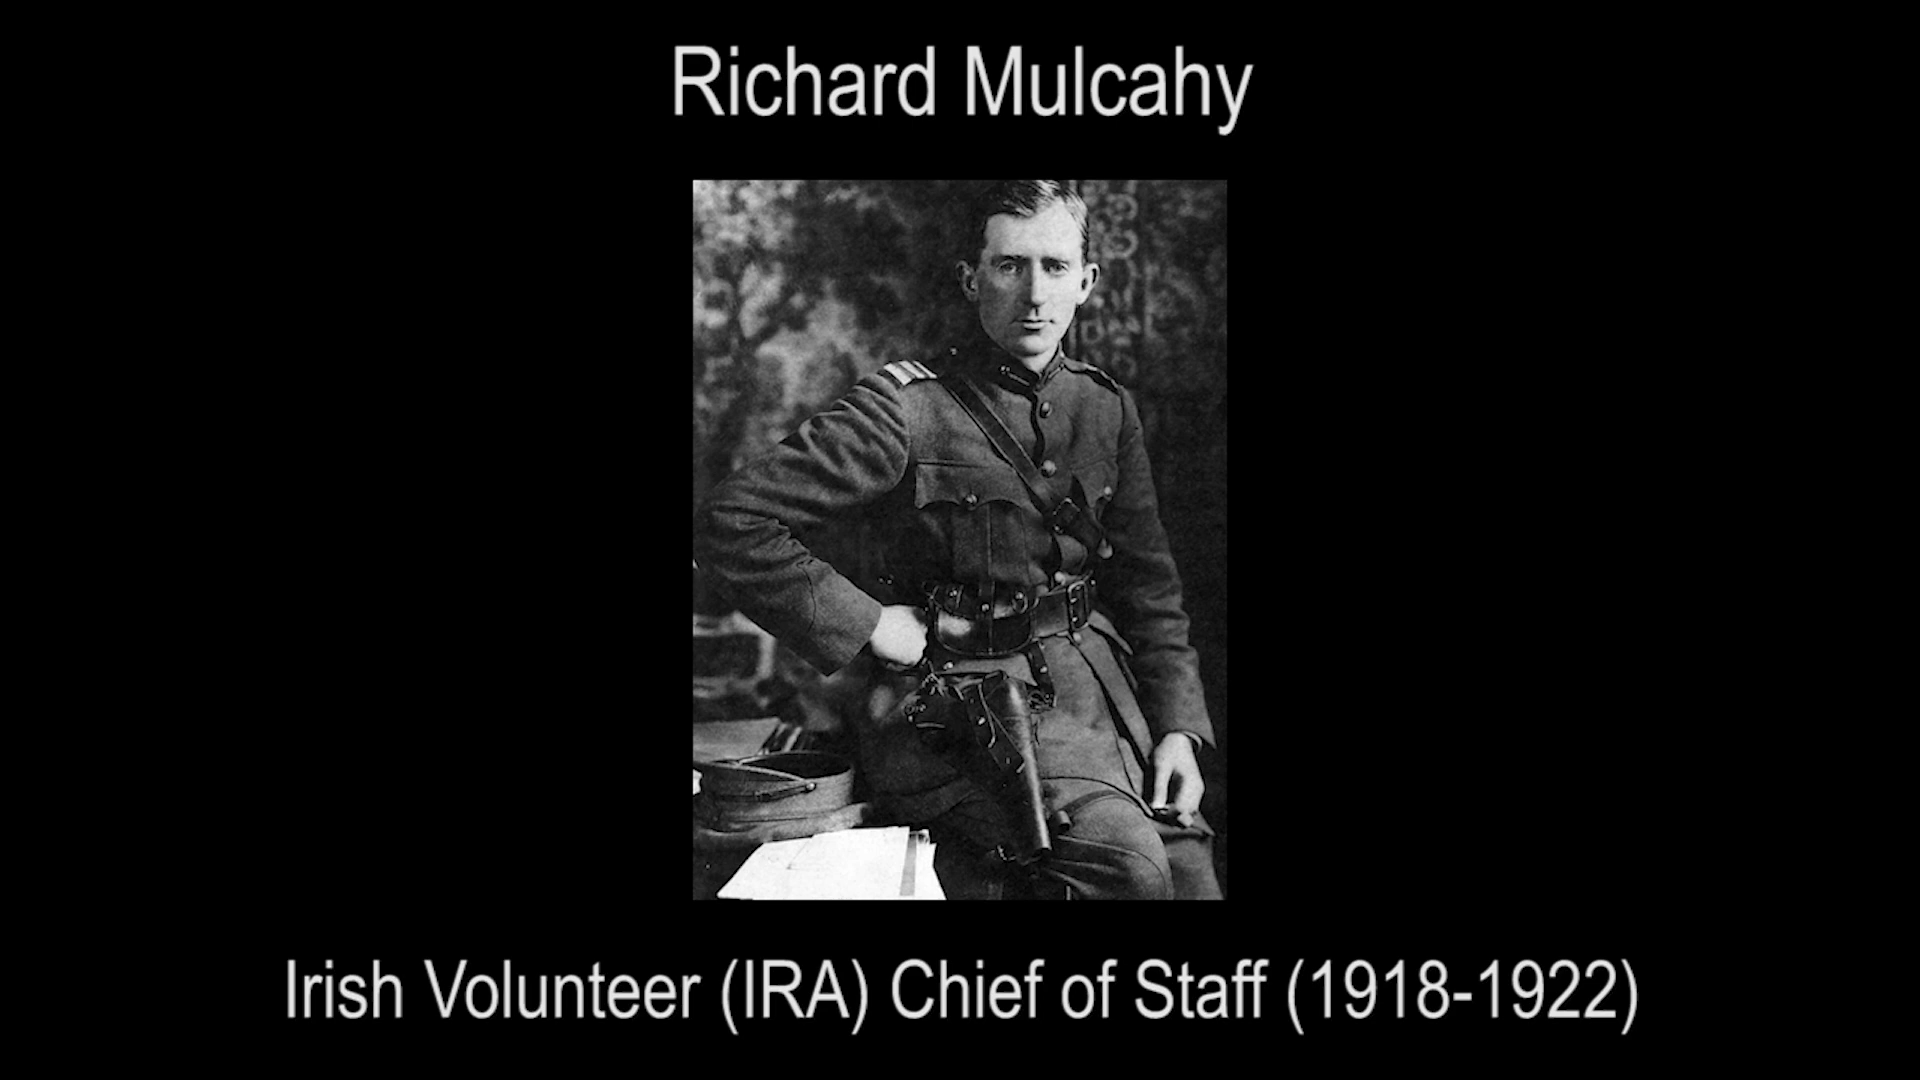 Richard Mulcahy
Irish Volunteer (IRA) Chief of Staff (1918-1922)